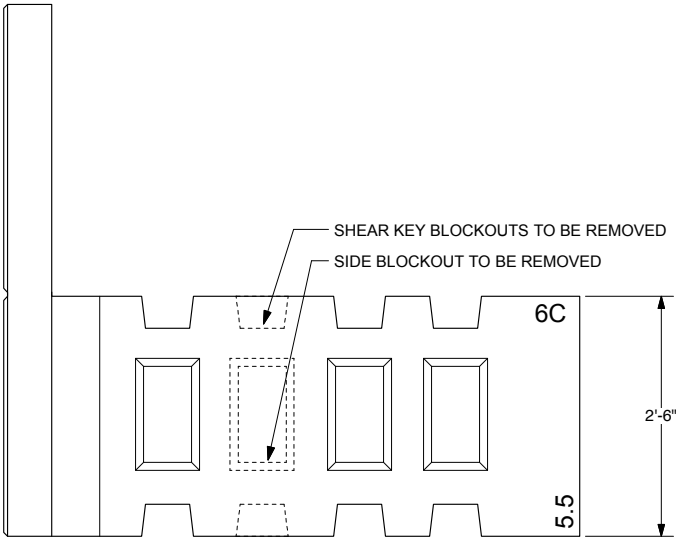 SHEAR KEY BLOCKOUTS TO BE REMOVED
SIDE BLOCKOUT TO BE REMOVED
6C
2'-6"
5.5